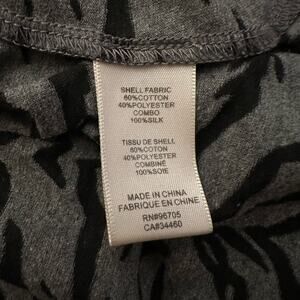 SHELL FABRIC
60%COTTON
40%POLYESTER
COMBO
100%SILK
TISSU DE SHELL
60%COTTON
40%POLYESTER
COMBINÉ
100%SOIE
MADE IN CHINA
FABRIQUE EN CHINE
RN#96705
CA#34460